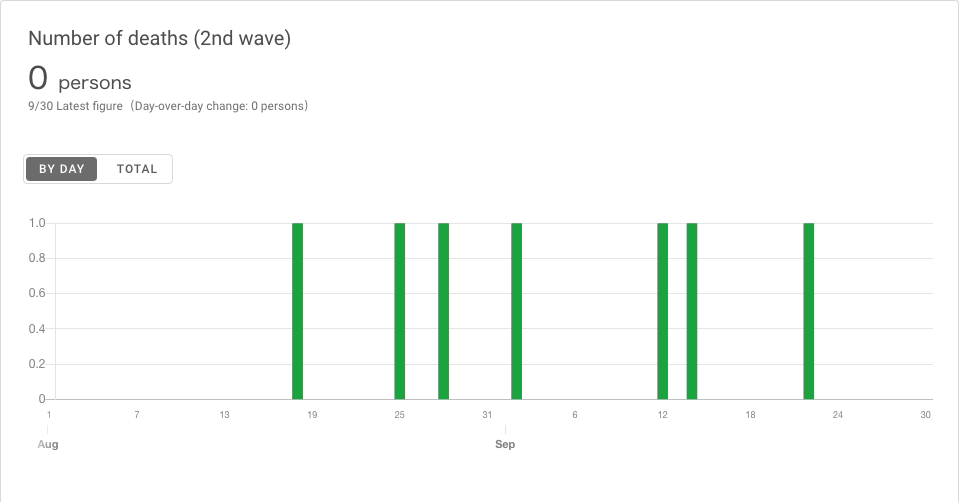 Number of deaths (2nd wave)
0 persons
9/30 Latest figure（Day-over-day change: 0 persons）
BY DAY TOTAL
1.0
0.8
0.6
0.4
0.2
0
1 7 13 19 25 31 6 12 18 24 30
Aug Sep